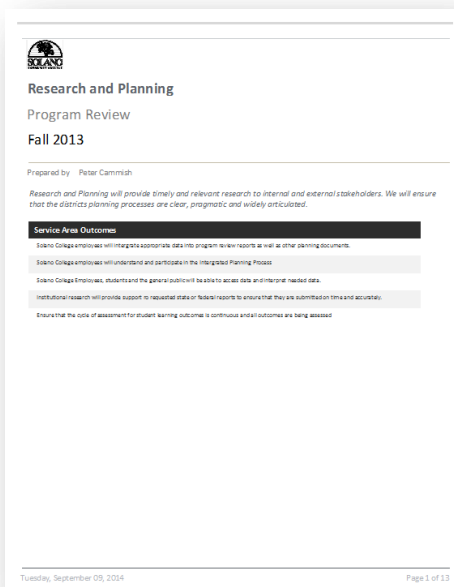 SOLANO
COMMUNITY COLLEGE
Research and Planning
Program Review
Fall 2013
Prepared by Peter Cammish
Research and Planning will provide timely and relevant research to internal and external stakeholders. We will ensure
that the districts planning processes are clear, pragmatic and widely articulated.
Service Area Outcomes
Solano College employees will intergrate appropriate data into program review reports as well as other planning documents.
Solano College employees will understand and participate in the Intergrated Planning Process
Solano College Employees, students and the general public will be able to access data and interpret needed data.
Institutional research will provide support ro requested state or federal reports to ensure that they are submitted on time and accurately.
Ensure that the cycle of assessment for student learning outcomes is continuous and all outcomes are being assessed
Tuesday, September 09, 2014
Page 1 of 13